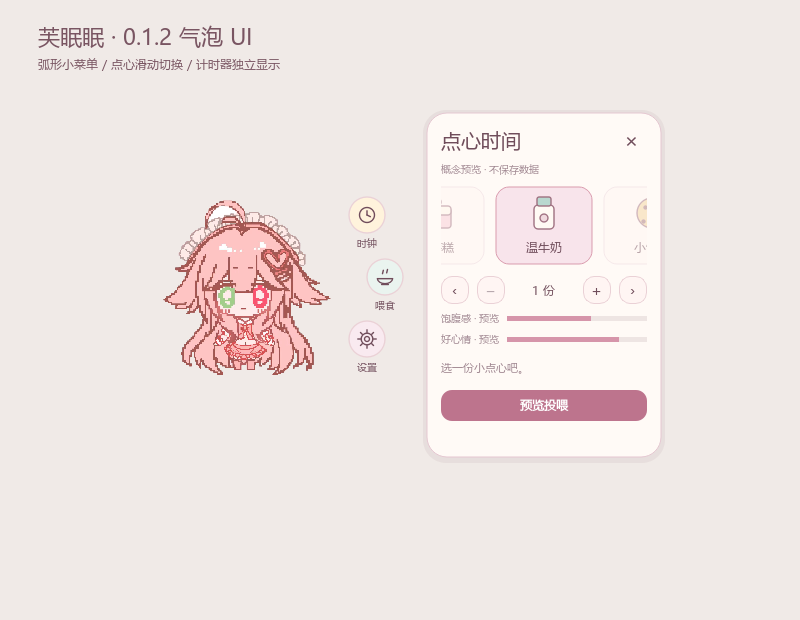 芙眠眠 · 0.1.2 气泡 UI
弧形小菜单 / 点心滑动切换 / 计时器独立显示
时钟
喂食
设置
点心时间
×
概念预览 · 不保存数据
糕
温牛奶
小
‹ − 1 份 + ›
饱腹感 · 预览
好心情 · 预览
选一份小点心吧。
预览投喂